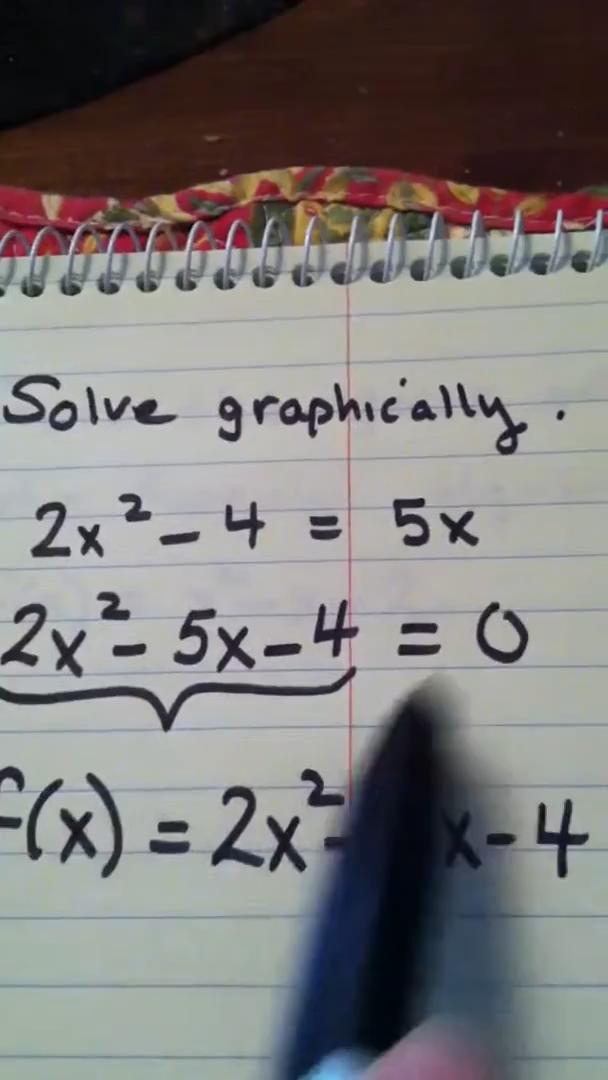 Solve graphically.
2x² - 4 = 5x
2x² - 5x - 4 = 0
f(x) = 2x² - x - 4